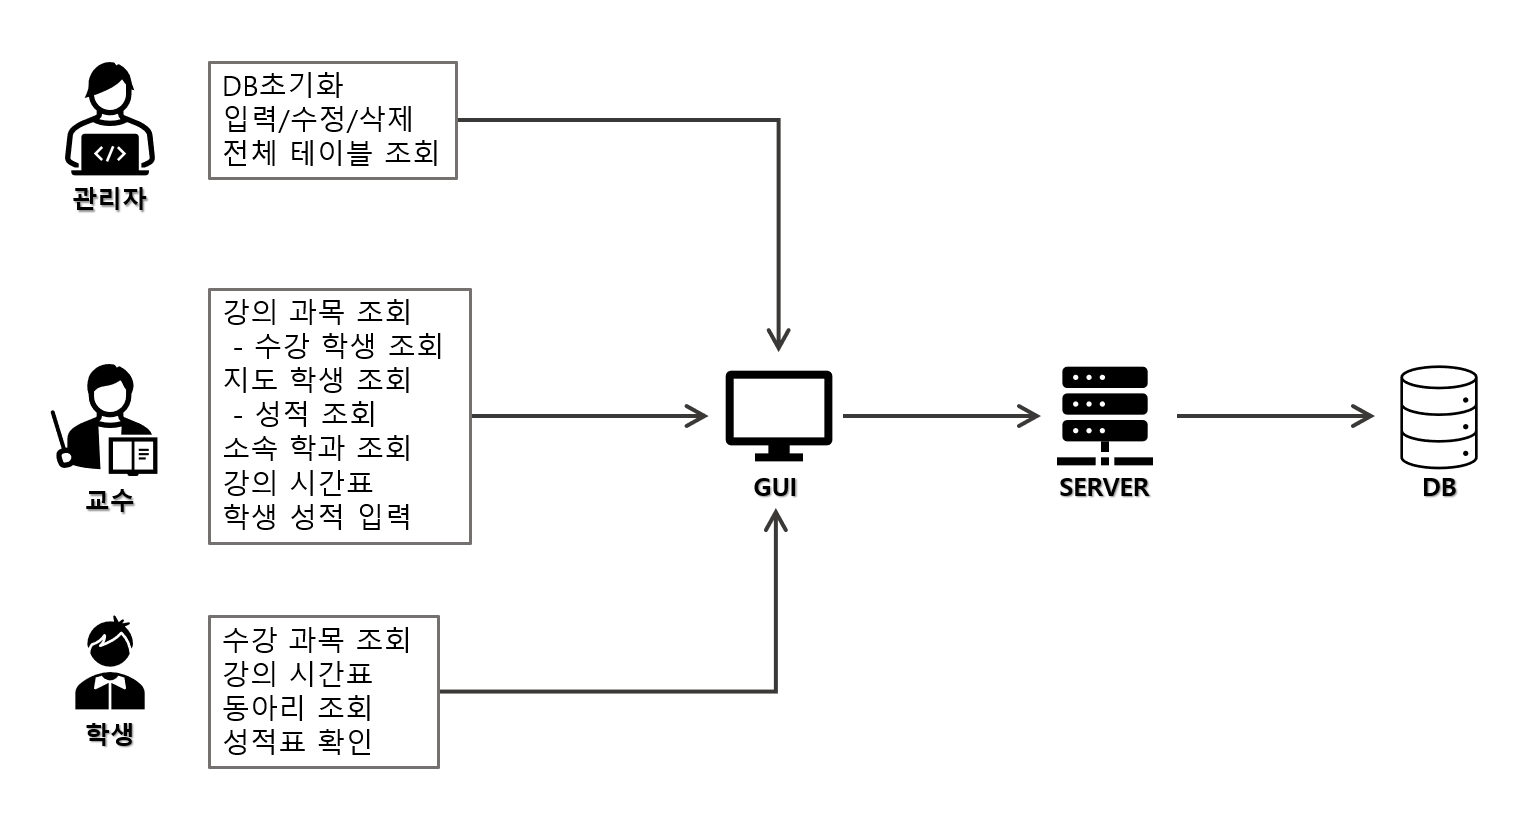 DB초기화
입력/수정/삭제
전체 테이블 조회
관리자
강의 과목 조회
- 수강 학생 조회
지도 학생 조회
- 성적 조회
소속 학과 조회
강의 시간표
학생 성적 입력
교수
수강 과목 조회
강의 시간표
동아리 조회
성적표 확인
학생
GUI
SERVER
DB